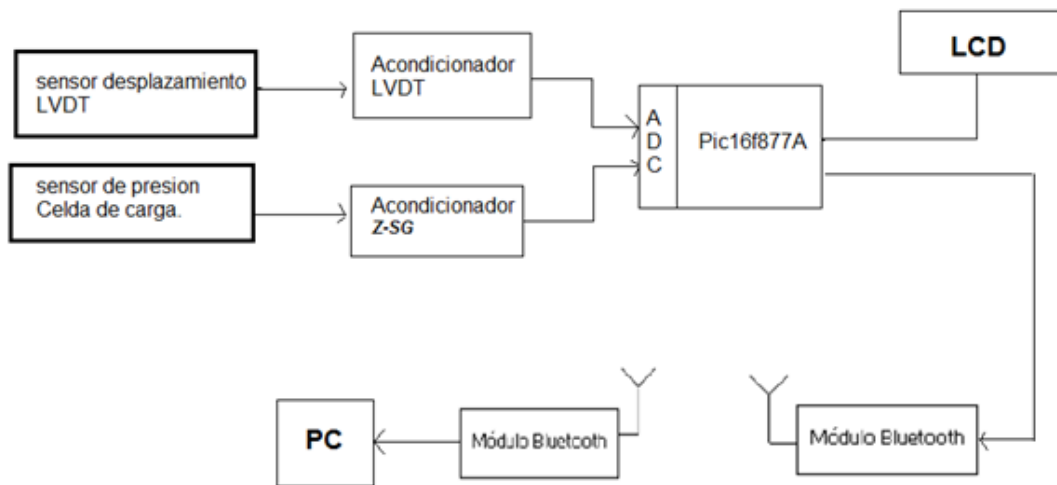 sensor desplazamiento
LVDT
Acondicionador
LVDT
LCD
A
D
C
Pic16f877A
sensor de presion
Celda de carga.
Acondicionador
Z-SG
PC
Módulo Bluetooth
Módulo Bluetooth